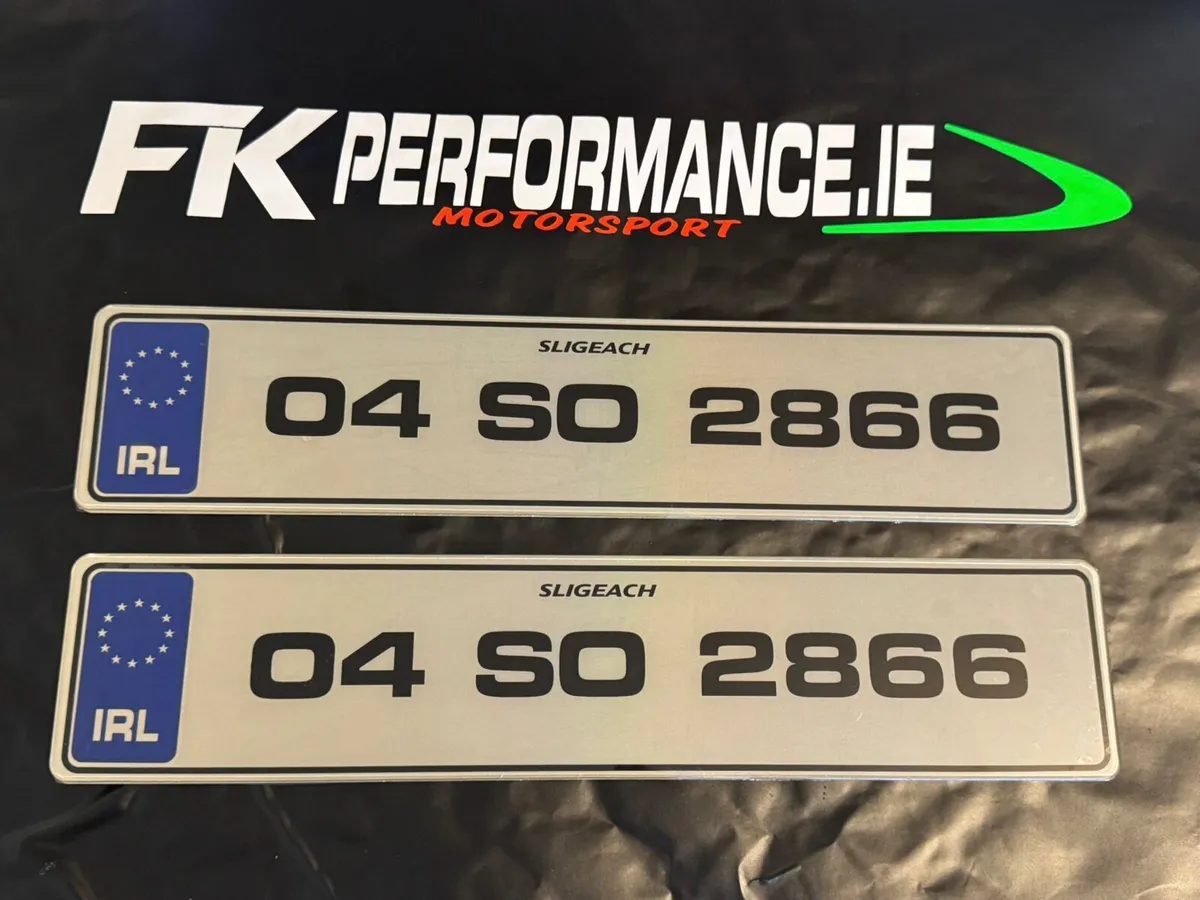 FK PERFORMANCE.IE
MOTORSPORT
SLIGEACH
04 SO 2866
IRL
SLIGEACH
04 SO 2866
IRL